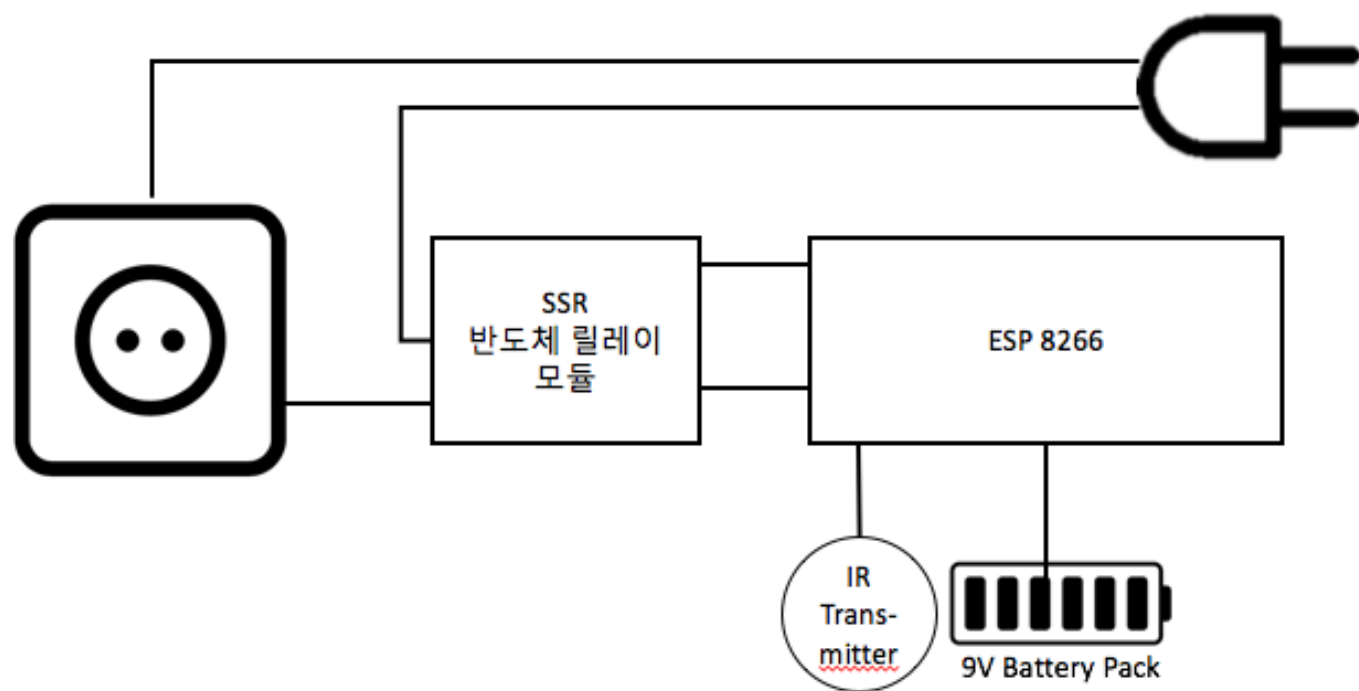 SSR
반도체 릴레이
모듈
ESP 8266
IR
Trans-
mitter
9V Battery Pack